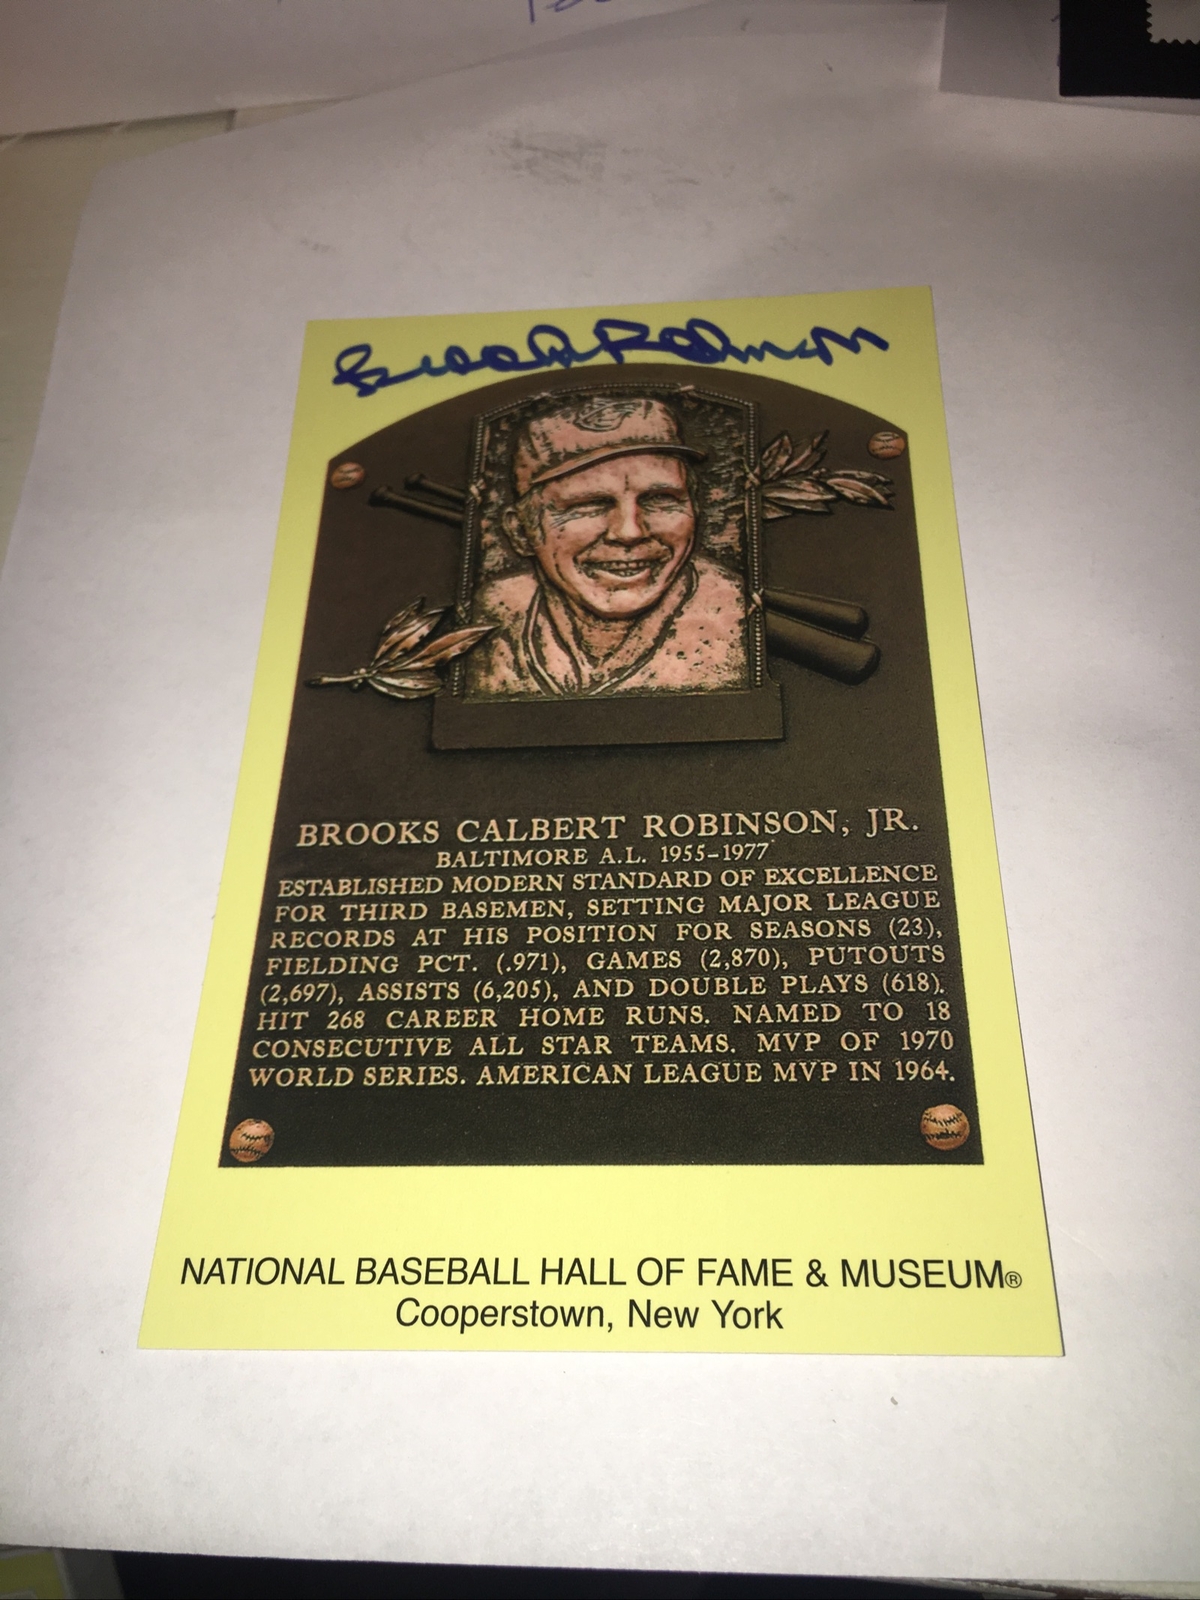 Brooks Robinson
BROOKS CALBERT ROBINSON, JR.
BALTIMORE A.L. 1955-1977
ESTABLISHED MODERN STANDARD OF EXCELLENCE
FOR THIRD BASEMEN, SETTING MAJOR LEAGUE
RECORDS AT HIS POSITION FOR SEASONS (23),
FIELDING PCT. (.971), GAMES (2,870), PUTOUTS
(2,697), ASSISTS (6,205), AND DOUBLE PLAYS (618).
HIT 268 CAREER HOME RUNS. NAMED TO 18
CONSECUTIVE ALL STAR TEAMS. MVP OF 1970
WORLD SERIES. AMERICAN LEAGUE MVP IN 1964.
NATIONAL BASEBALL HALL OF FAME & MUSEUM®
Cooperstown, New York